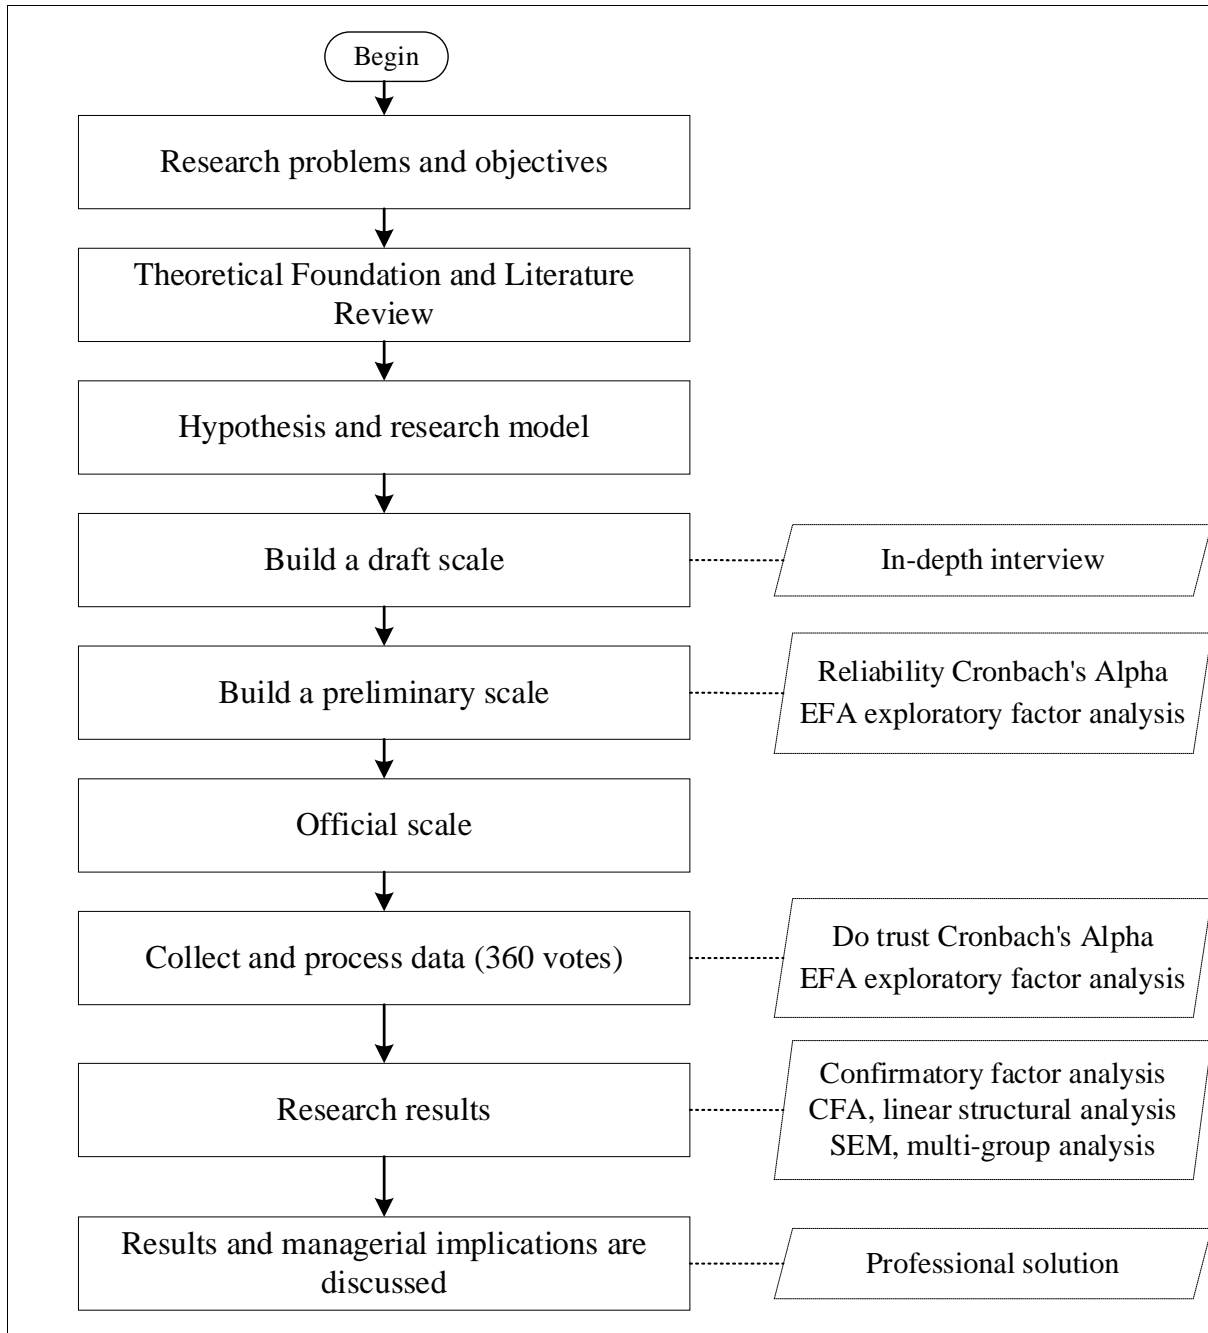 Begin
Research problems and objectives
Theoretical Foundation and Literature
Review
Hypothesis and research model
Build a draft scale
In-depth interview
Build a preliminary scale
Reliability Cronbach's Alpha
EFA exploratory factor analysis
Official scale
Collect and process data (360 votes)
Do trust Cronbach's Alpha
EFA exploratory factor analysis
Research results
Confirmatory factor analysis
CFA, linear structural analysis
SEM, multi-group analysis
Results and managerial implications are
discussed
Professional solution